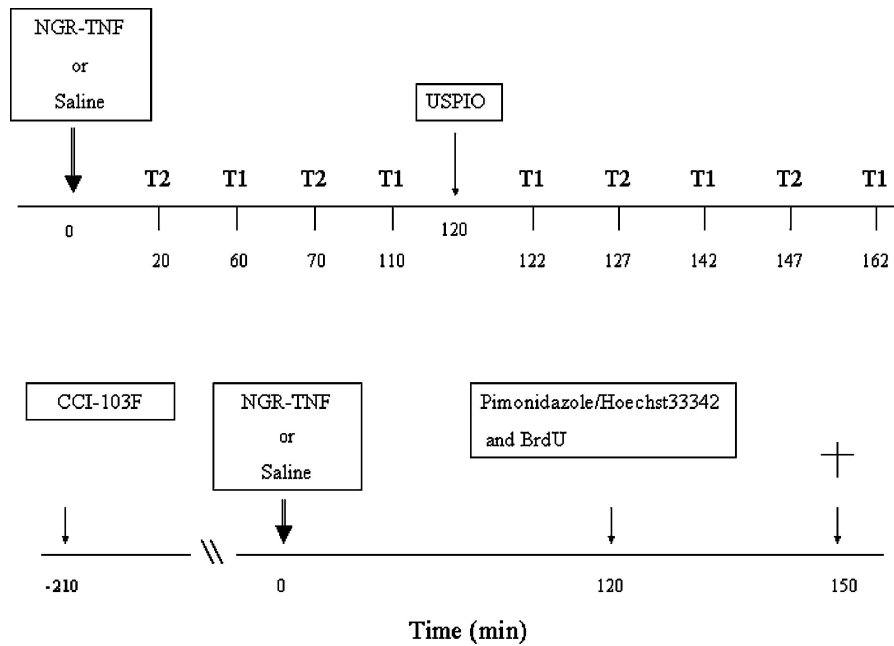 NGR-TNF
or
Saline
USPIO
T2 T1 T2 T1 T1 T2 T1 T2 T1
0 120
20 60 70 110 122 127 142 147 162
CCI-103F
NGR-TNF
or
Saline
Pimonidazole/Hoechst33342
and BrdU
-210 0 120 150
Time (min)